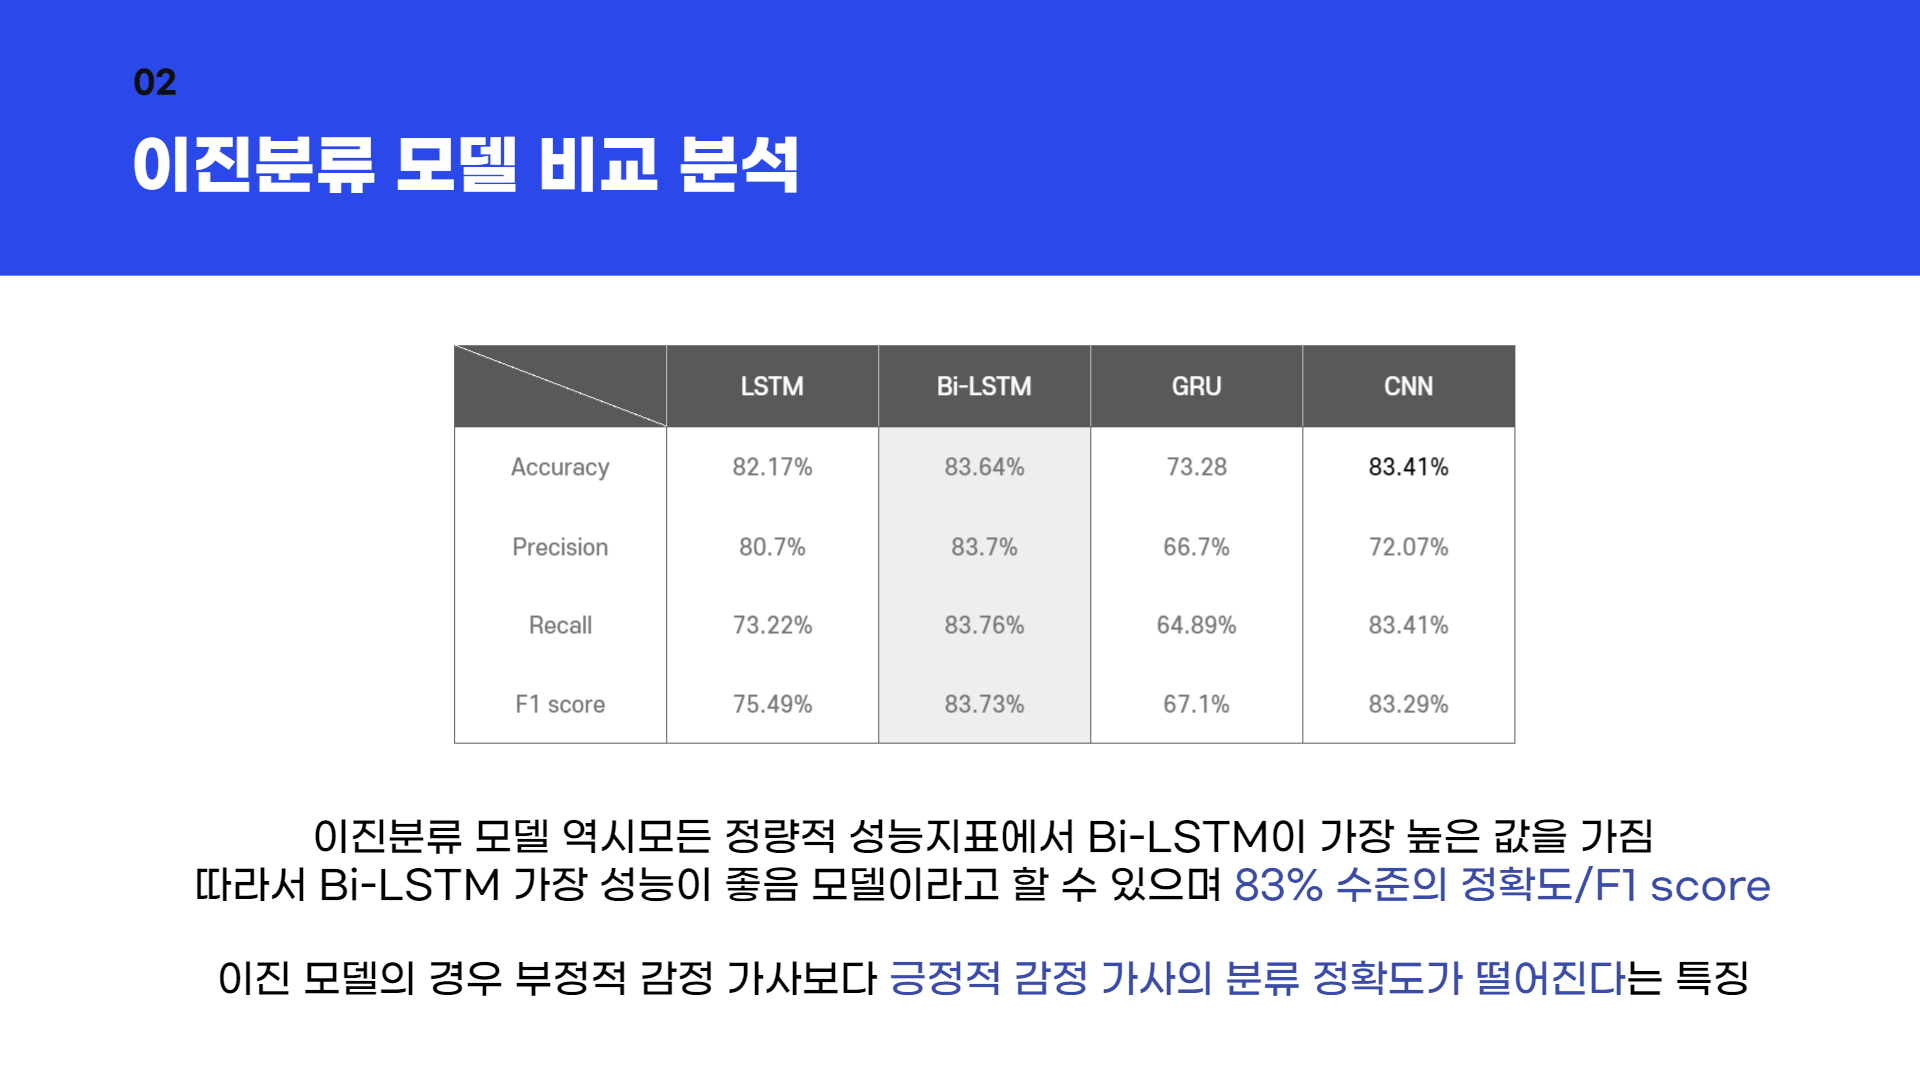 02
이진분류 모델 비교 분석
LSTM Bi-LSTM GRU CNN
Accuracy 82.17% 83.64% 73.28 83.41%
Precision 80.7% 83.7% 66.7% 72.07%
Recall 73.22% 83.76% 64.89% 83.41%
F1 score 75.49% 83.73% 67.1% 83.29%
이진분류 모델 역시모든 정량적 성능지표에서 Bi-LSTM이 가장 높은 값을 가짐
따라서 Bi-LSTM 가장 성능이 좋음 모델이라고 할 수 있으며 83% 수준의 정확도/F1 score
이진 모델의 경우 부정적 감정 가사보다 긍정적 감정 가사의 분류 정확도가 떨어진다는 특징